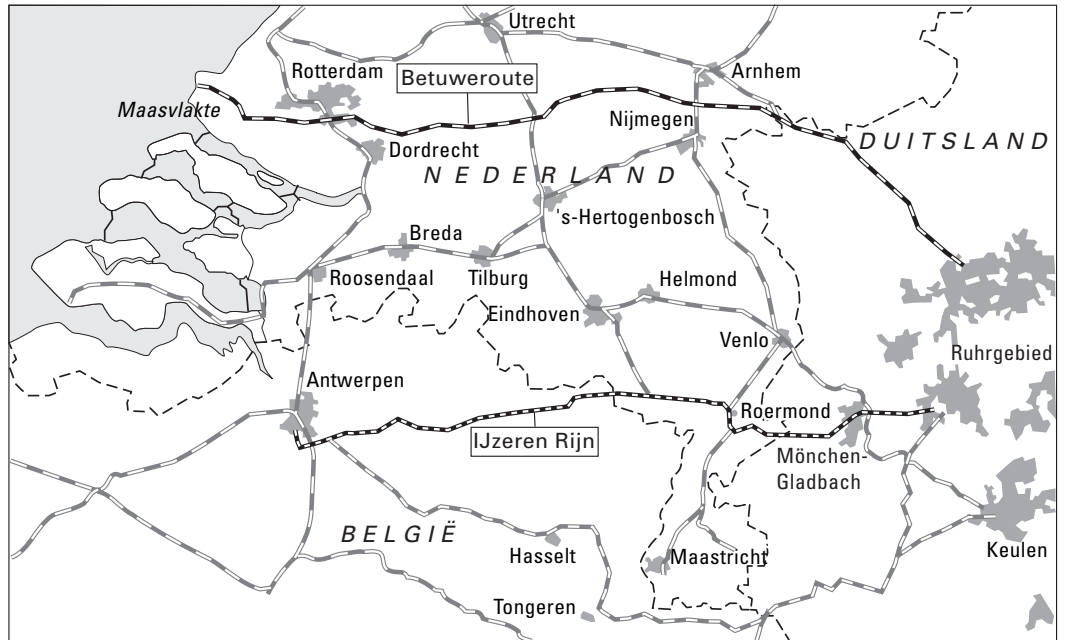 Utrecht
Rotterdam
Betuweroute
Arnhem
Maasvlakte
Nijmegen
DUITSLAND
Dordrecht
NEDERLAND
's-Hertogenbosch
Breda
Roosendaal
Tilburg
Helmond
Eindhoven
Venlo
Ruhrgebied
Antwerpen
Roermond
IJzeren Rijn
Mönchen-
Gladbach
BELGIË
Hasselt
Maastricht
Keulen
Tongeren